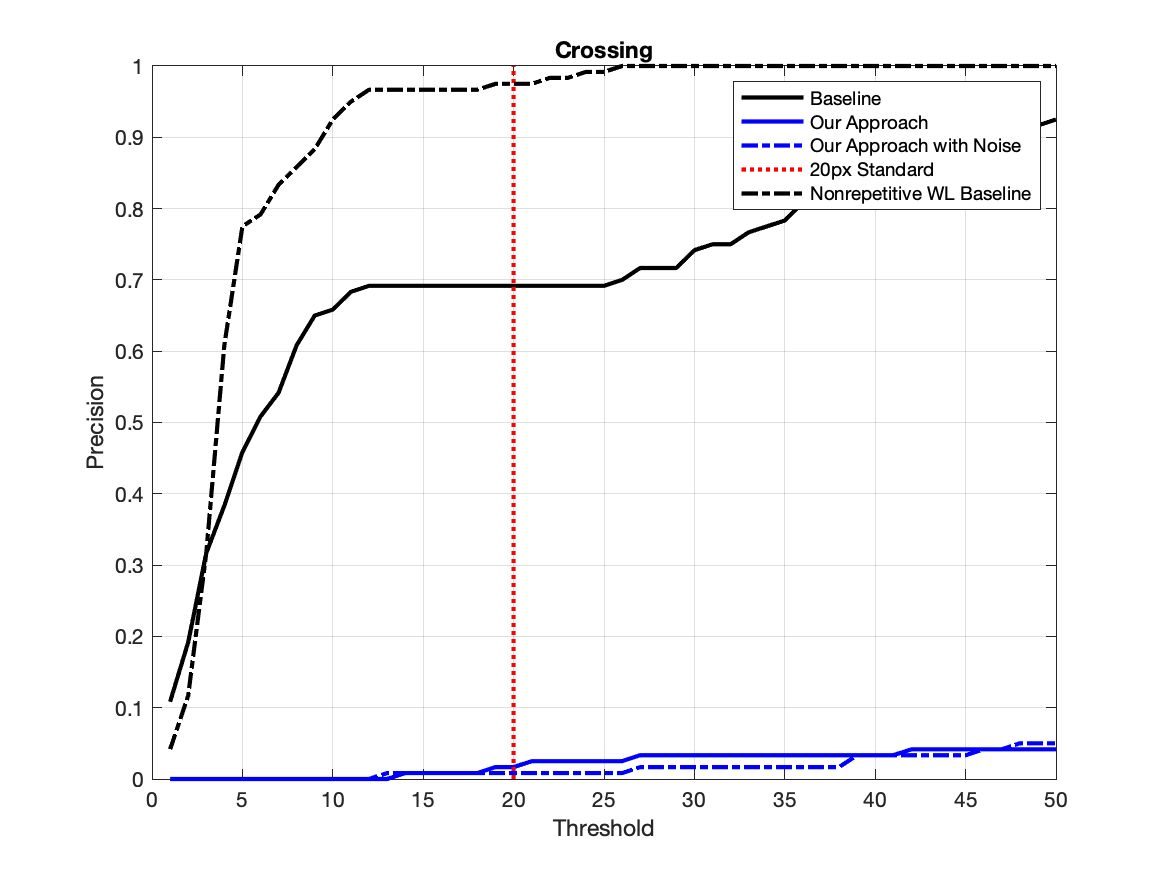 Crossing
1
0.9
0.8
0.7
0.6
0.5
0.4
0.3
0.2
0.1
0
Precision
Baseline
Our Approach
Our Approach with Noise
20px Standard
Nonrepetitive WL Baseline
0 5 10 15 20 25 30 35 40 45 50
Threshold